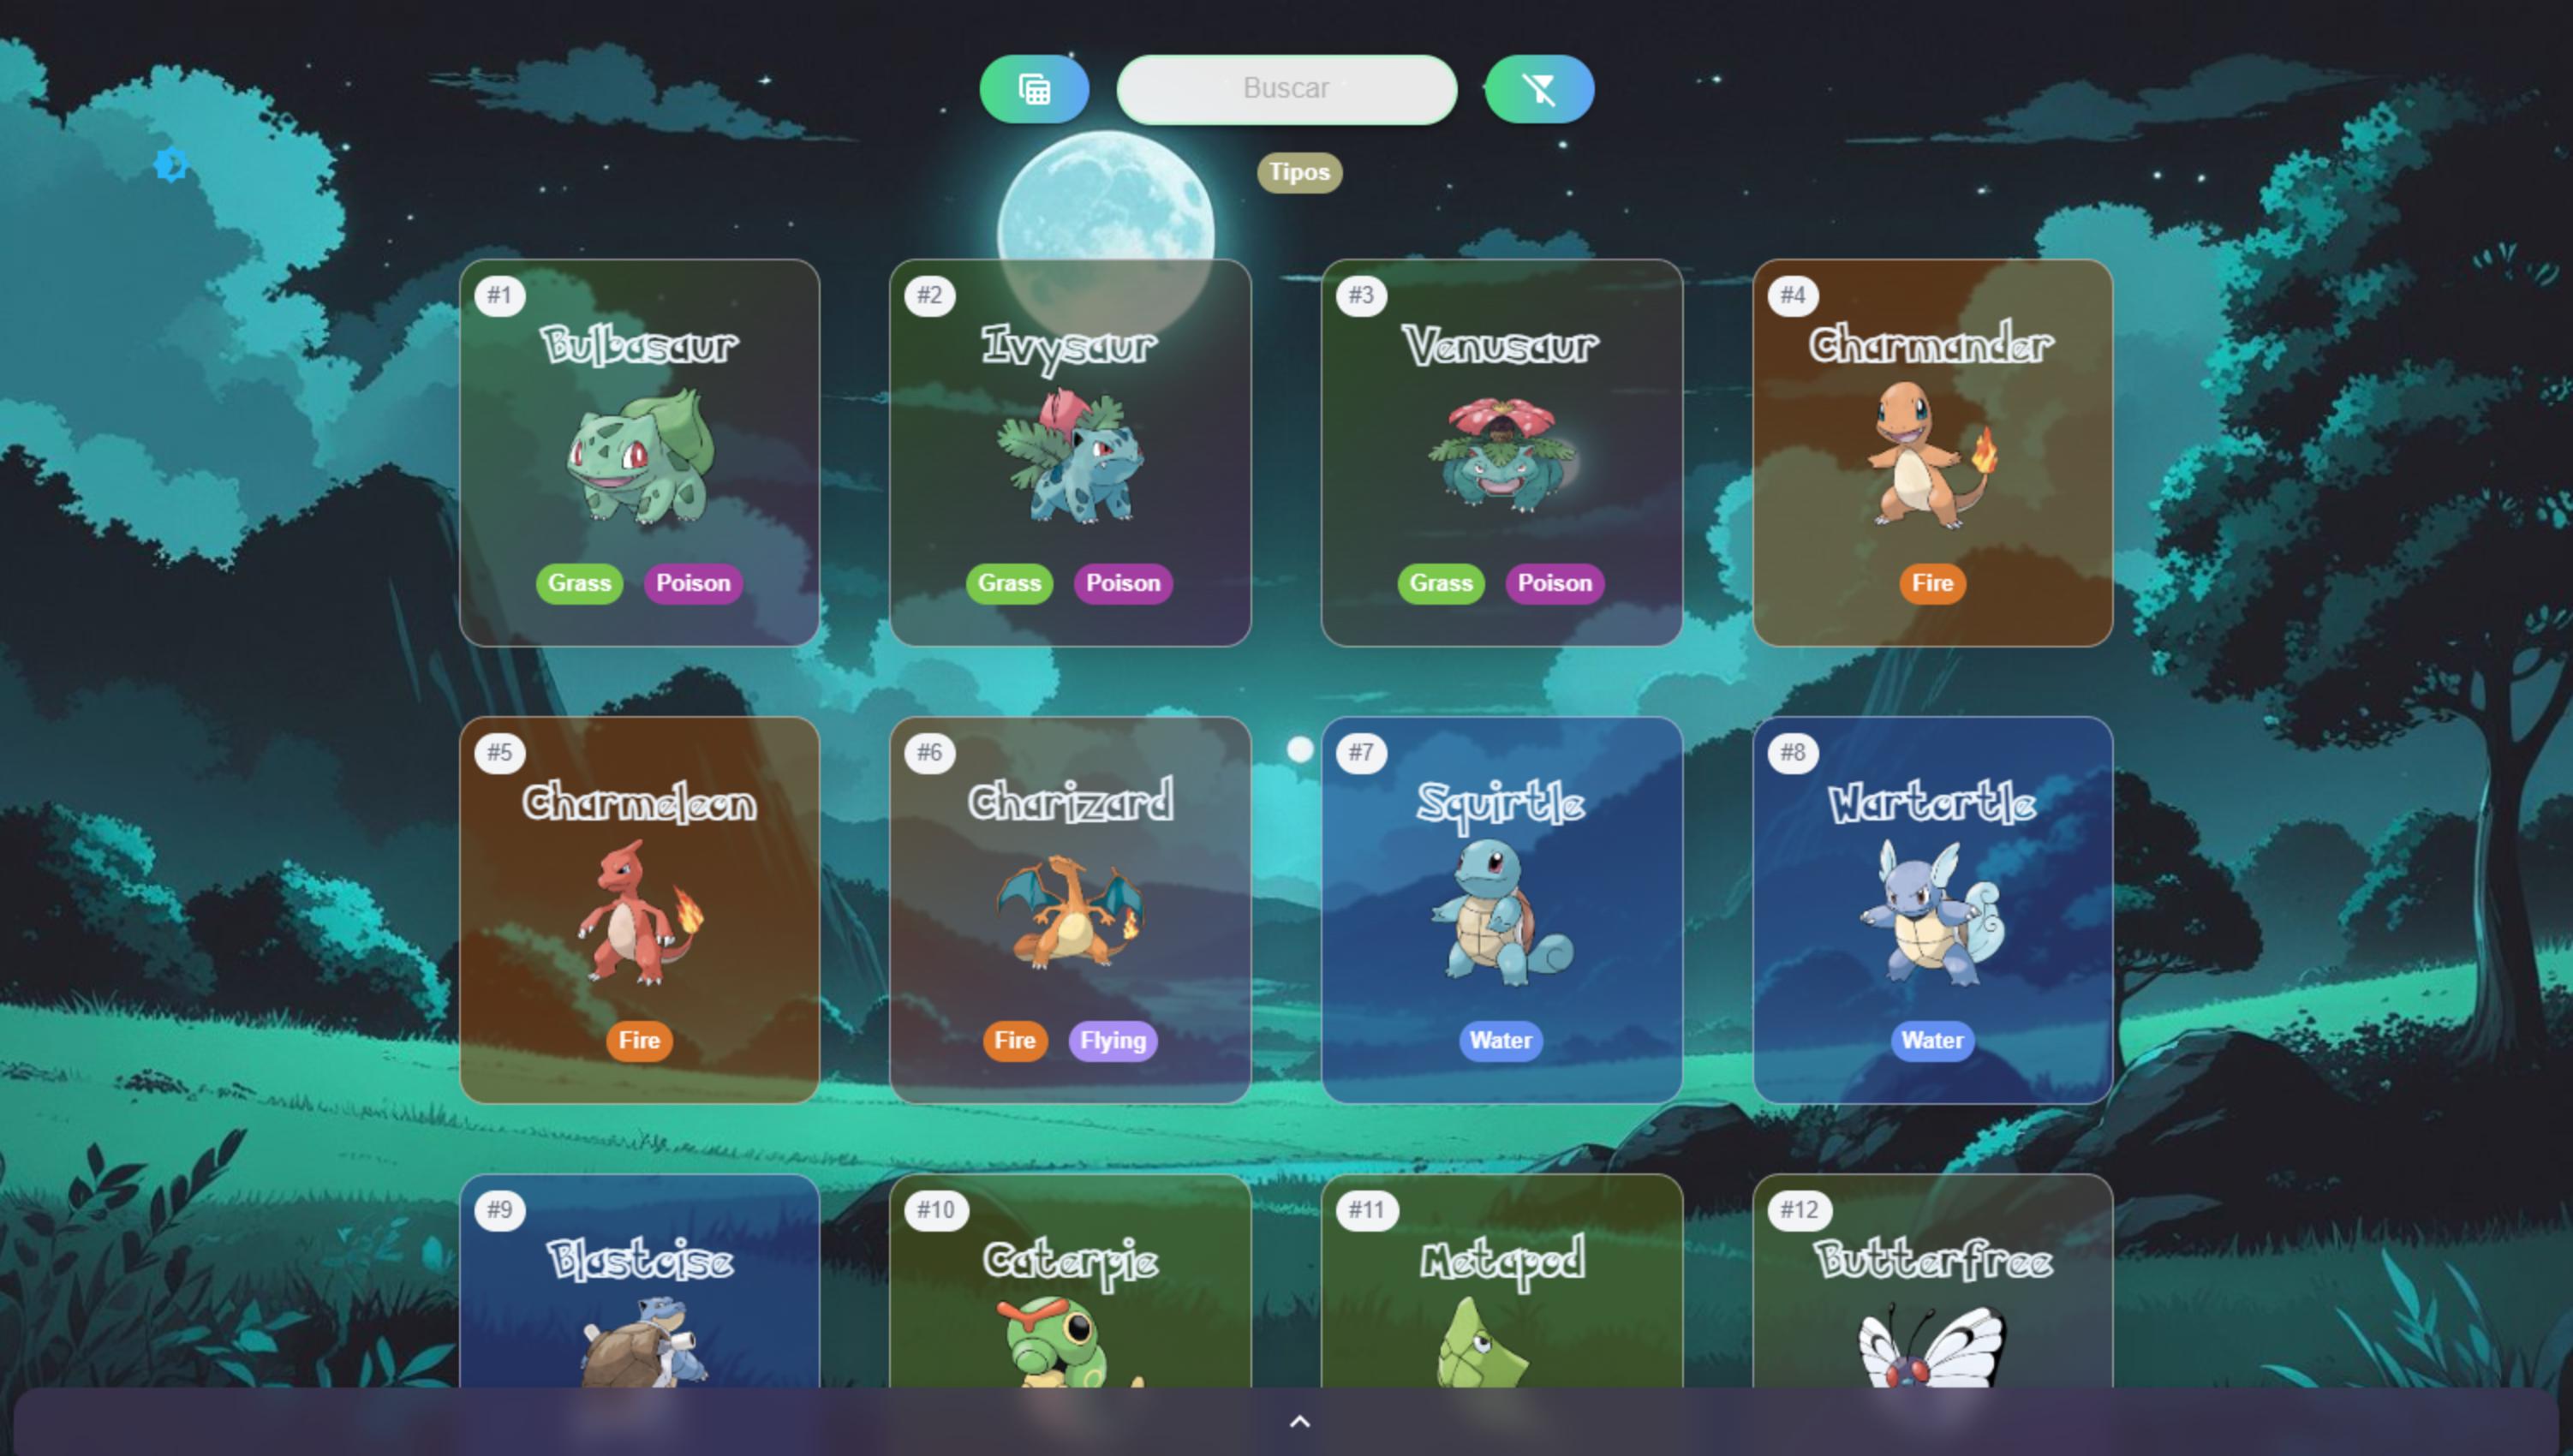 Buscar
Tipos
#1
#2
#3
#4
Bulbasaur
Ivysaur
Venusaur
Charmander
Grass Poison
Grass Poison
Grass Poison
Fire
#5
#6
#7
#8
Charmeleon
Charizard
Squirtle
Wartortle
Fire
Fire Flying
Water
Water
#9
#10
#11
#12
Blastoise
Caterpie
Metapod
Butterfree